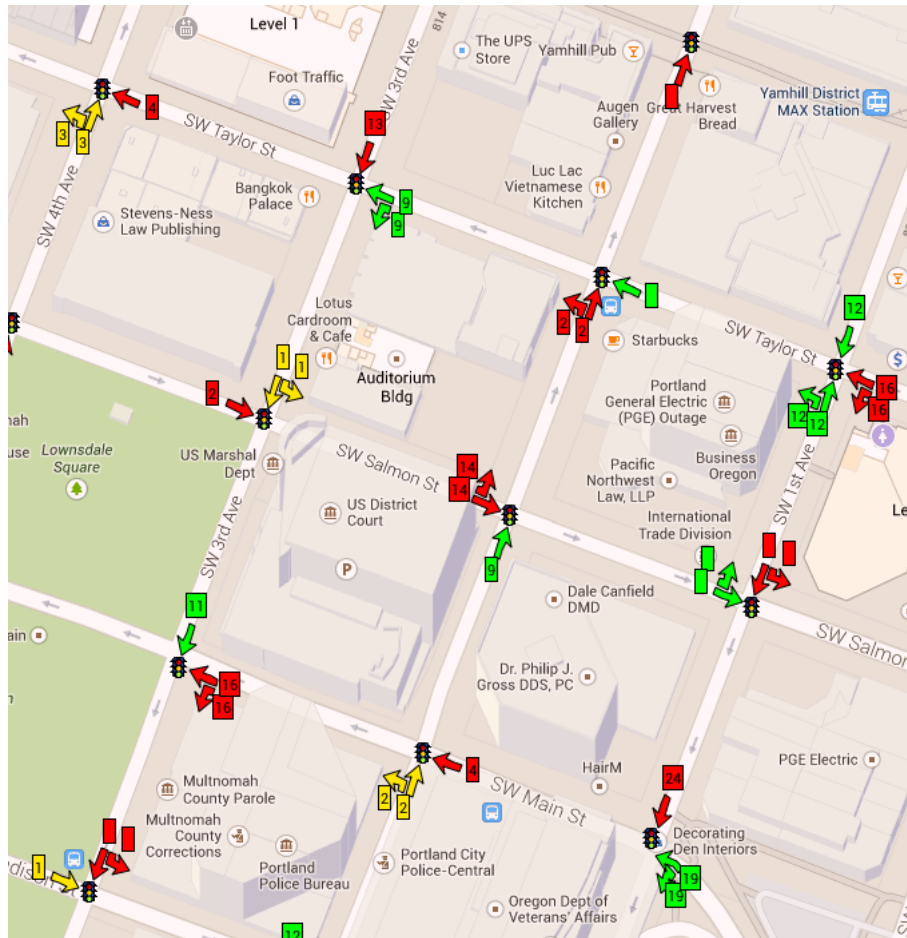 Level 1
814
The UPS
Store
Yamhill Pub
Foot Traffic
SW 3rd Ave
Yamhill District
MAX Station
Great Harvest
Bread
Augen
Gallery
4
3
3
13
SW Taylor St
SW 4th Ave
Luc Lac
Vietnamese
Kitchen
Bangkok
Palace
9
9
Stevens-Ness
Law Publishing
Lotus
Cardroom
& Cafe
2
2
Starbucks
SW Taylor St
12
1
1
2
Auditorium
Bldg
Portland
General Electric
(PGE) Outage
16
16
12
12
Business
Oregon
Lownsdale
Square
US Marshal
Dept
SW Salmon St
14
14
Pacific
Northwest
Law, LLP
SW 1st Ave
US District
Court
International
Trade Division
Le
SW 3rd Ave
P
9
Dale Canfield
DMD
11
SW Salmon
ain
Dr. Philip J.
Gross DDS, PC
16
16
4
HairM
24
PGE Electric
SW Main St
2
2
Multnomah
County Parole
Multnomah
County
Corrections
Portland
Police Bureau
Portland City
Police-Central
Decorating
Den Interiors
1
19
19
Oregon Dept of
Veterans' Affairs
12